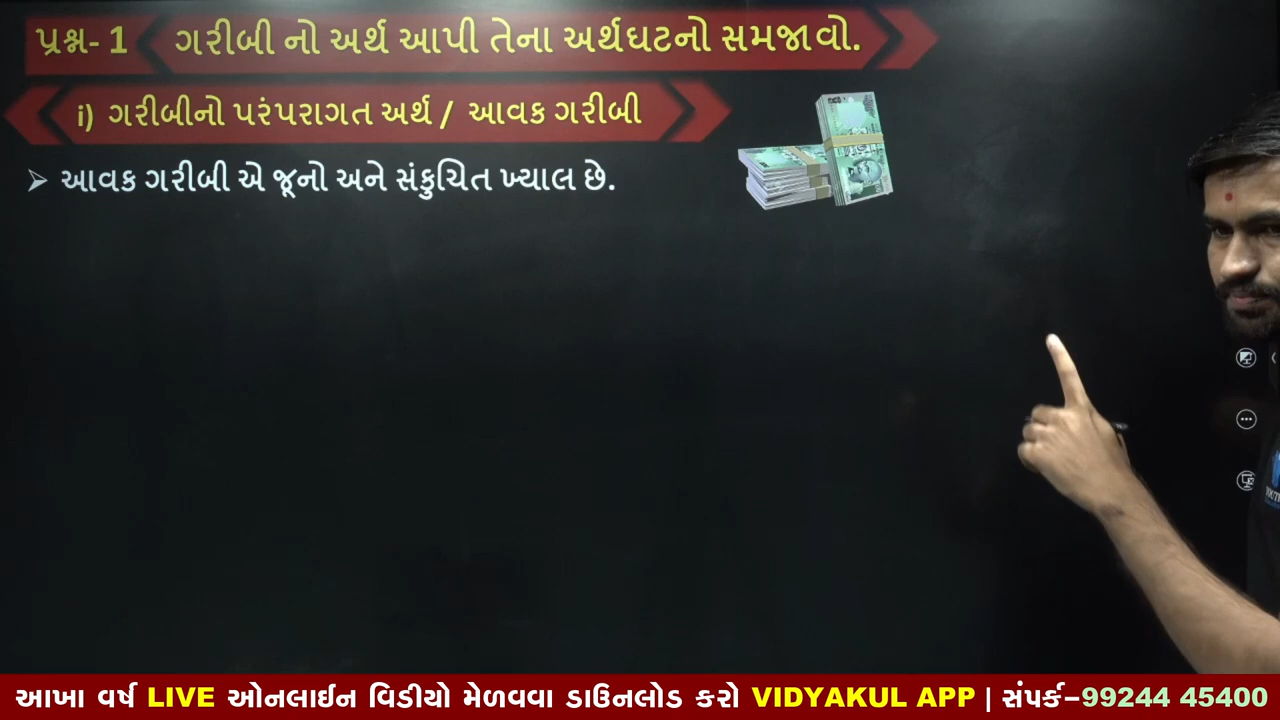 પ્રશ્ન- 1 ગરીબી નો અર્થ આપી તેના અર્થઘટનો સમજાવો.
i) ગરીબીનો પરંપરાગત અર્થ / આવક ગરીબી
➢ આવક ગરીબી એ જૂનો અને સંકુચિત ખ્યાલ છે.
આખા વર્ષ LIVE ઓનલાઈન વિડીયો મેળવવા ડાઉનલોડ કરો VIDYAKUL APP | સંપર્ક–99244 45400